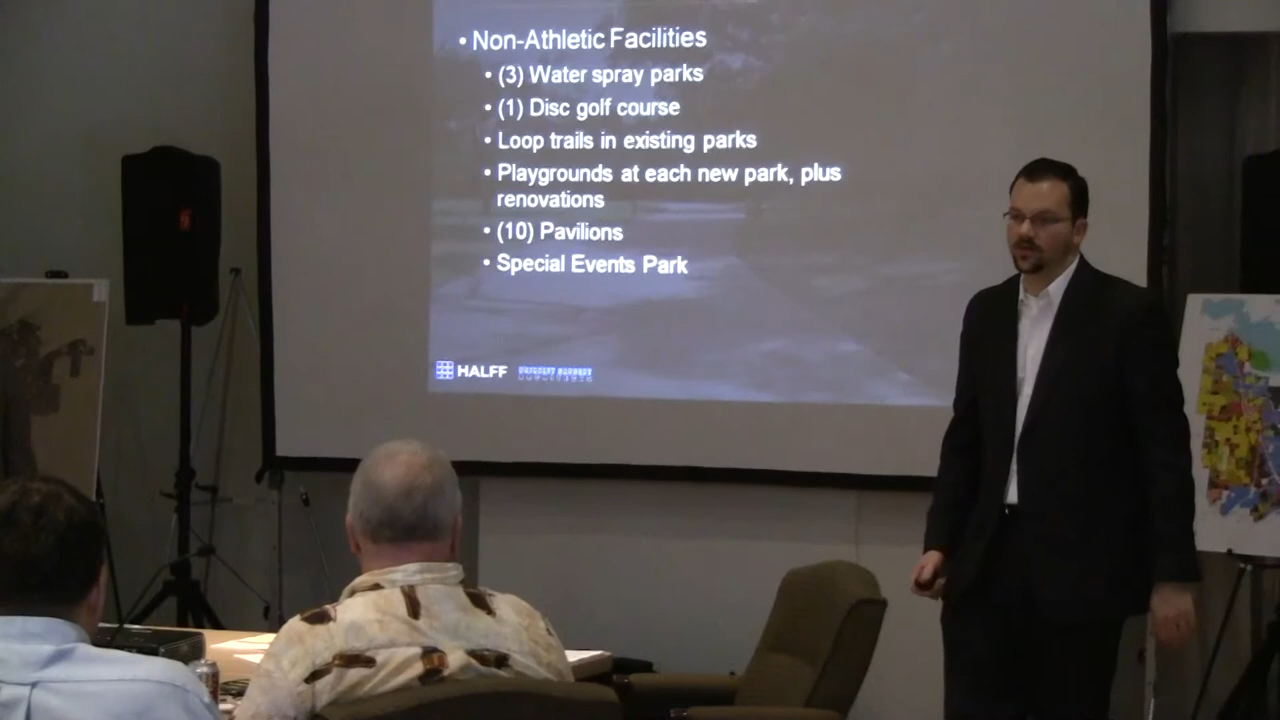 • Non-Athletic Facilities
• (3) Water spray parks
• (1) Disc golf course
• Loop trails in existing parks
• Playgrounds at each new park, plus
renovations
• (10) Pavilions
• Special Events Park
HALFF